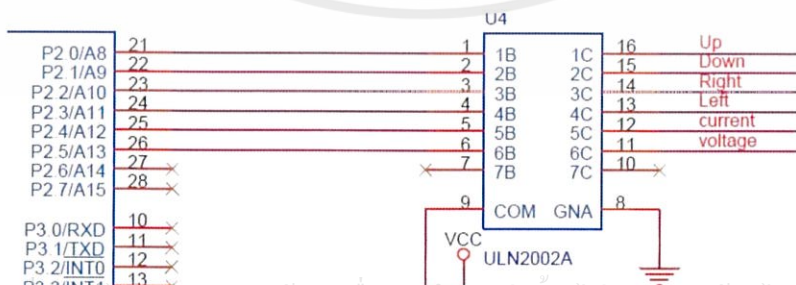 U4
P2.0/A8 21 1 1B 1C 16 Up
P2.1/A9 22 2 2B 2C 15 Down
P2.2/A10 23 3 3B 3C 14 Right
P2.3/A11 24 4 4B 4C 13 Left
P2.4/A12 25 5 5B 5C 12 current
P2.5/A13 26 6 6B 6C 11 voltage
P2.6/A14 27 7 7B 7C 10
P2.7/A15 28
9 COM GNA 8
P3.0/RXD 10
P3.1/TXD 11
VCC
P3.2/INT0 12
ULN2002A
13